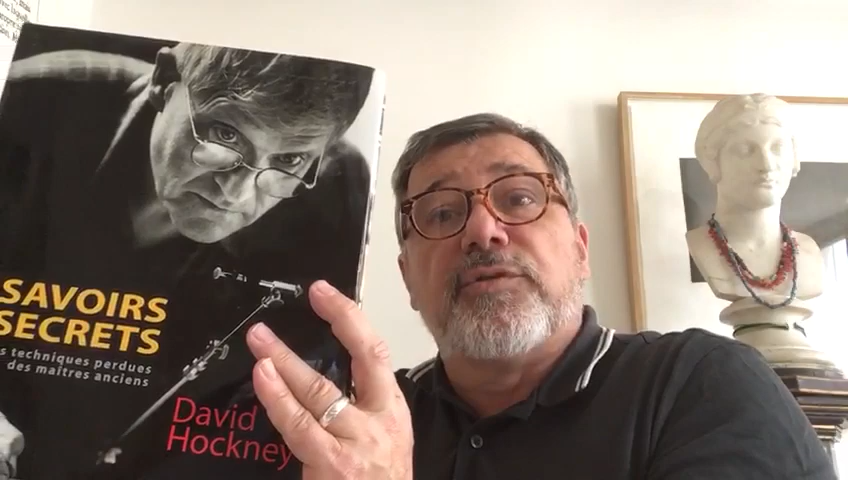 SAVOIRS
SECRETS
techniques perdues
des maîtres anciens
David
Hockney